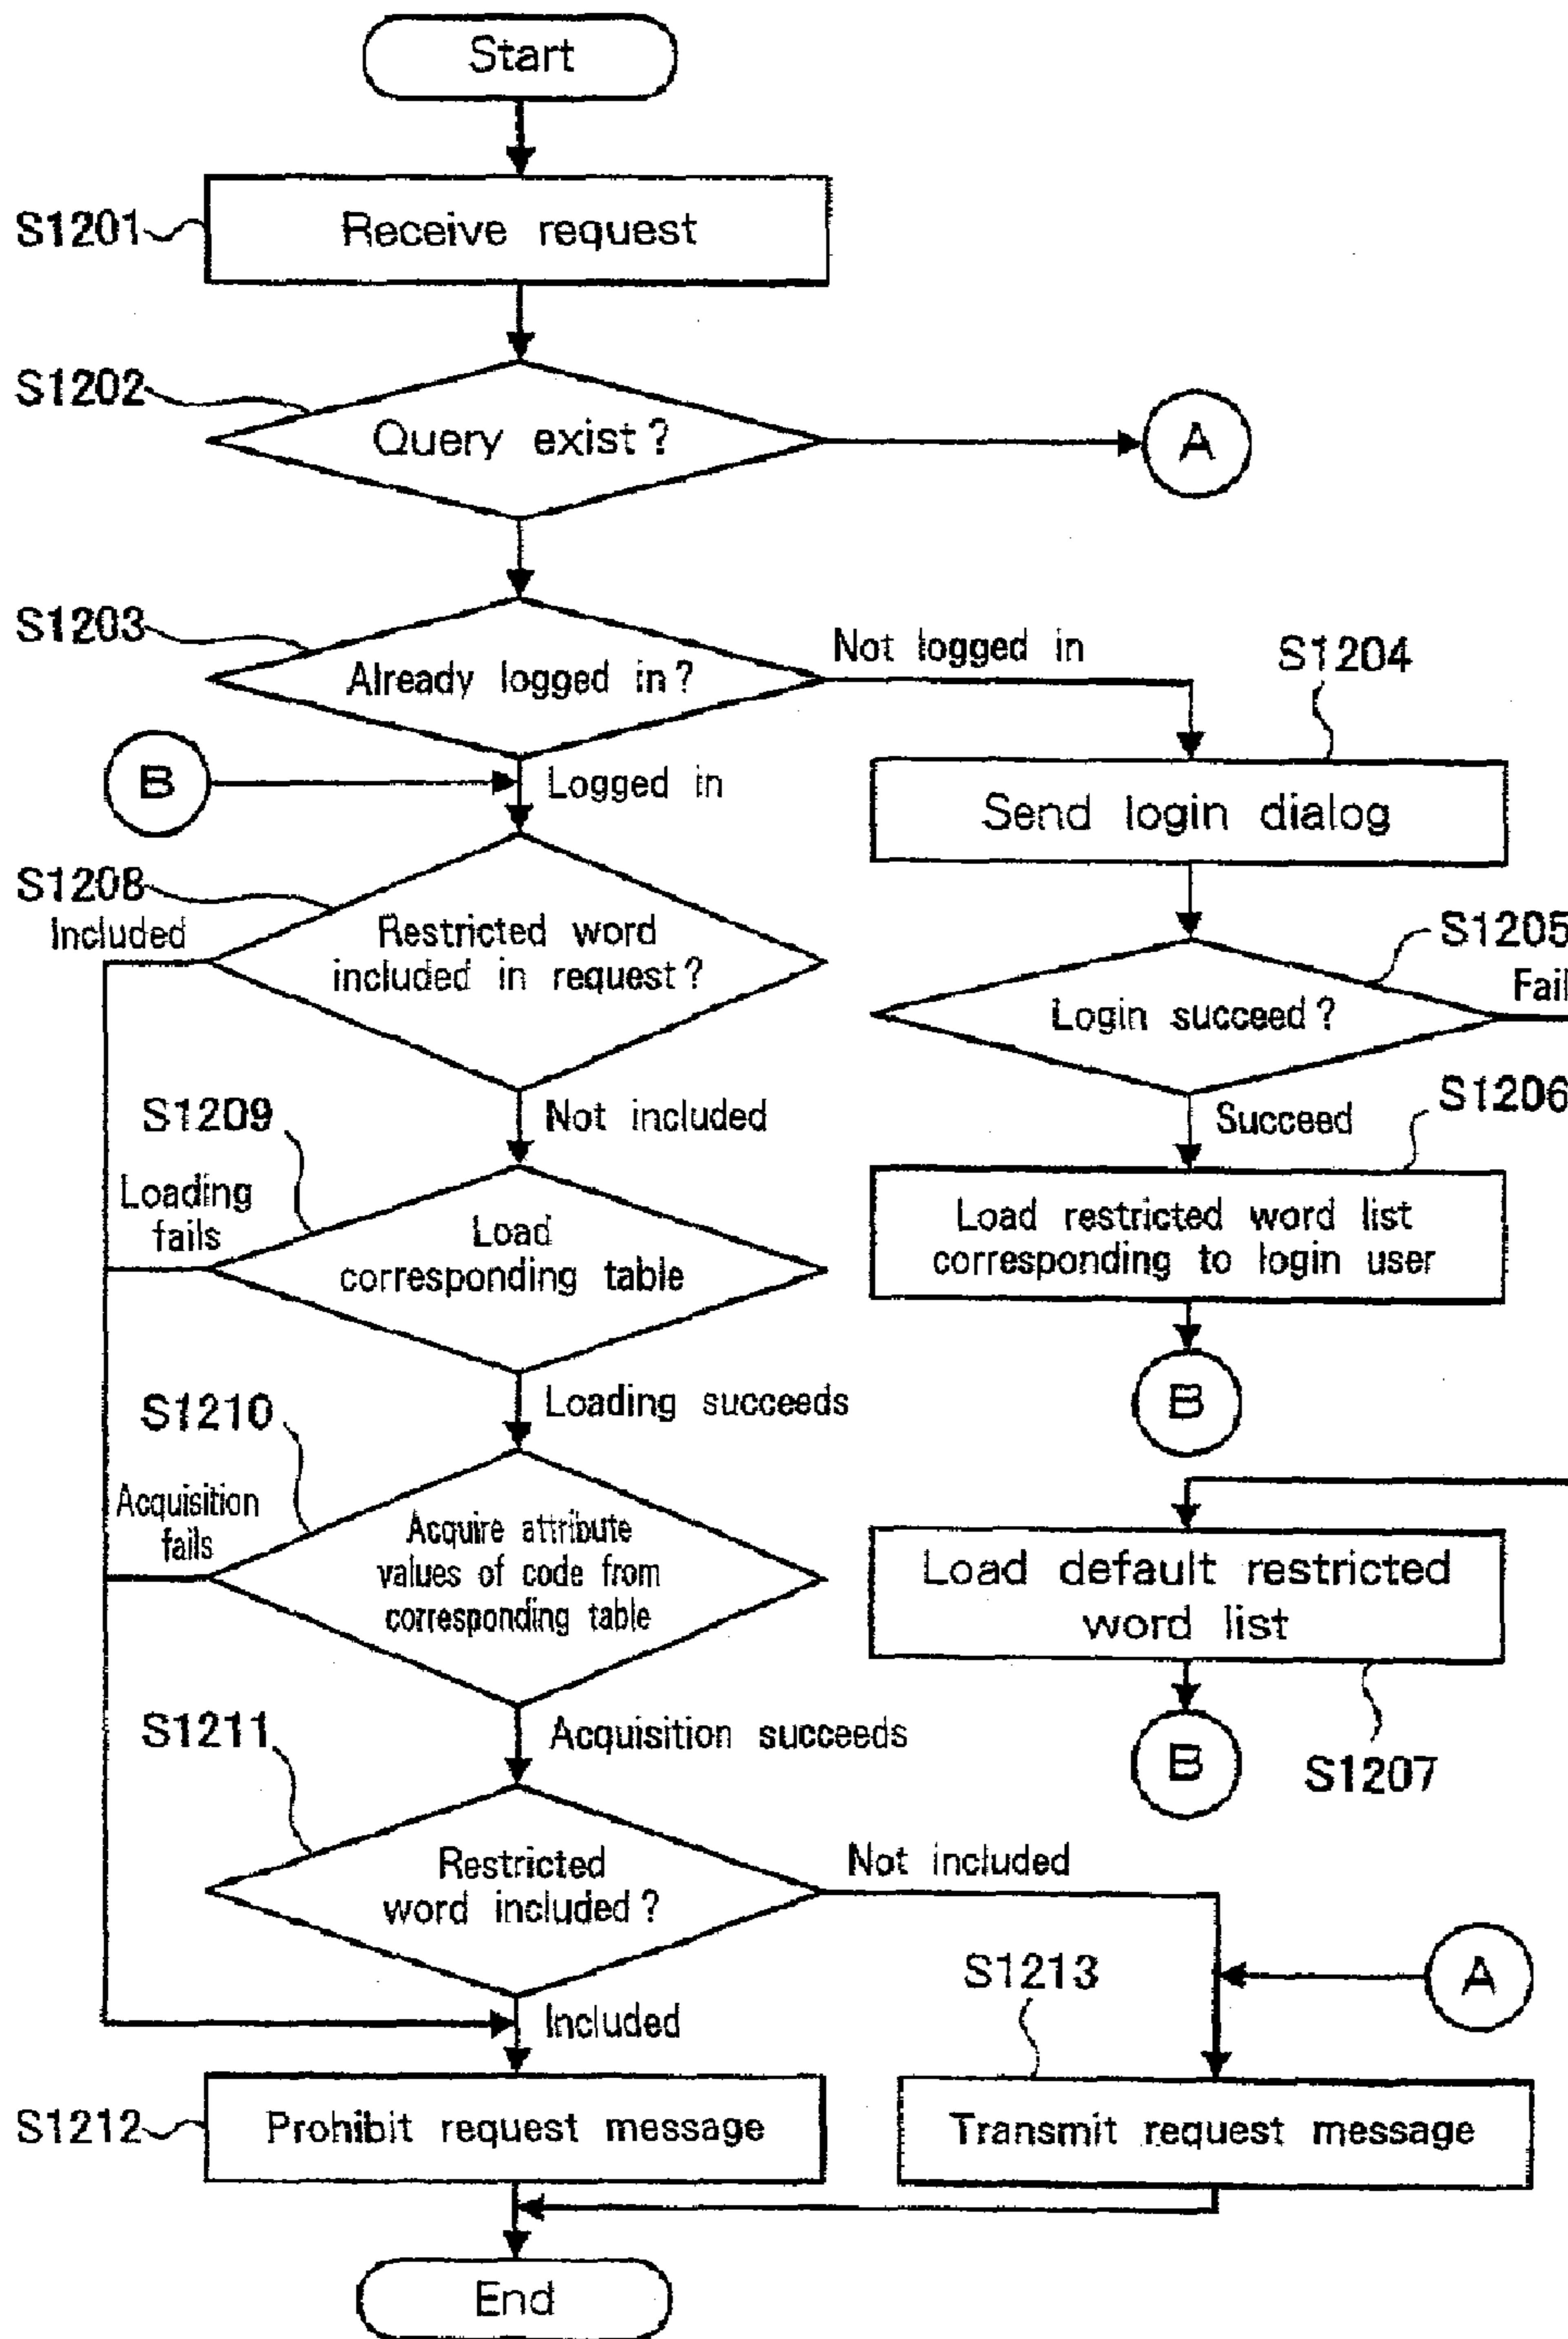 Start
S1201
Receive request
S1202
Query exist?
A
S1203
Already logged in?
Not logged in
S1204
B
Logged in
Send login dialog
S1208
Included
Restricted word
included in request?
S1205
Fail
Login succeed?
S1206
Not included
Succeed
S1209
Loading
fails
Load
corresponding table
Load restricted word list
corresponding to login user
B
Loading succeeds
S1210
Acquisition
fails
Acquire attribute
values of code from
corresponding table
Load default restricted
word list
B
S1207
Acquisition succeeds
S1211
Restricted
word included?
Not included
A
S1213
Included
S1212
Prohibit request message
Transmit request message
End